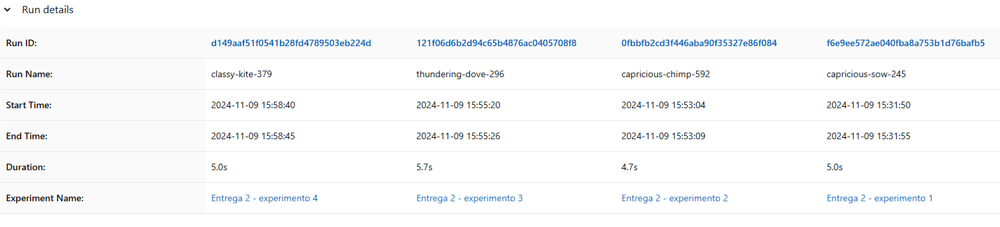 Run details
Run ID: d149aaf51f0541b28fd4789503eb224d 121f06d6b2d94c65b4876ac0405708f8 0fbbfb2cd3f446aba90f35327e86f084 f6e9ee572ae040fba8a753b1d76bafb5
Run Name: classy-kite-379 thundering-dove-296 capricious-chimp-592 capricious-sow-245
Start Time: 2024-11-09 15:58:40 2024-11-09 15:55:20 2024-11-09 15:53:04 2024-11-09 15:31:50
End Time: 2024-11-09 15:58:45 2024-11-09 15:55:26 2024-11-09 15:53:09 2024-11-09 15:31:55
Duration: 5.0s 5.7s 4.7s 5.0s
Experiment Name: Entrega 2 - experimento 4 Entrega 2 - experimento 3 Entrega 2 - experimento 2 Entrega 2 - experimento 1